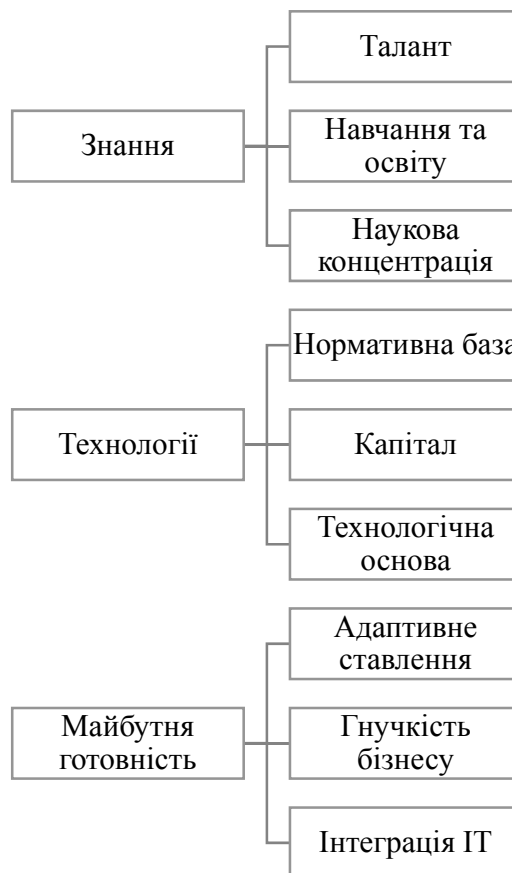 Знання
Талант
Навчання та
освіту
Наукова
концентрація
Технології
Нормативна база
Капітал
Технологічна
основа
Майбутня
готовність
Адаптивне
ставлення
Гнучкість
бізнесу
Інтеграція ІТ